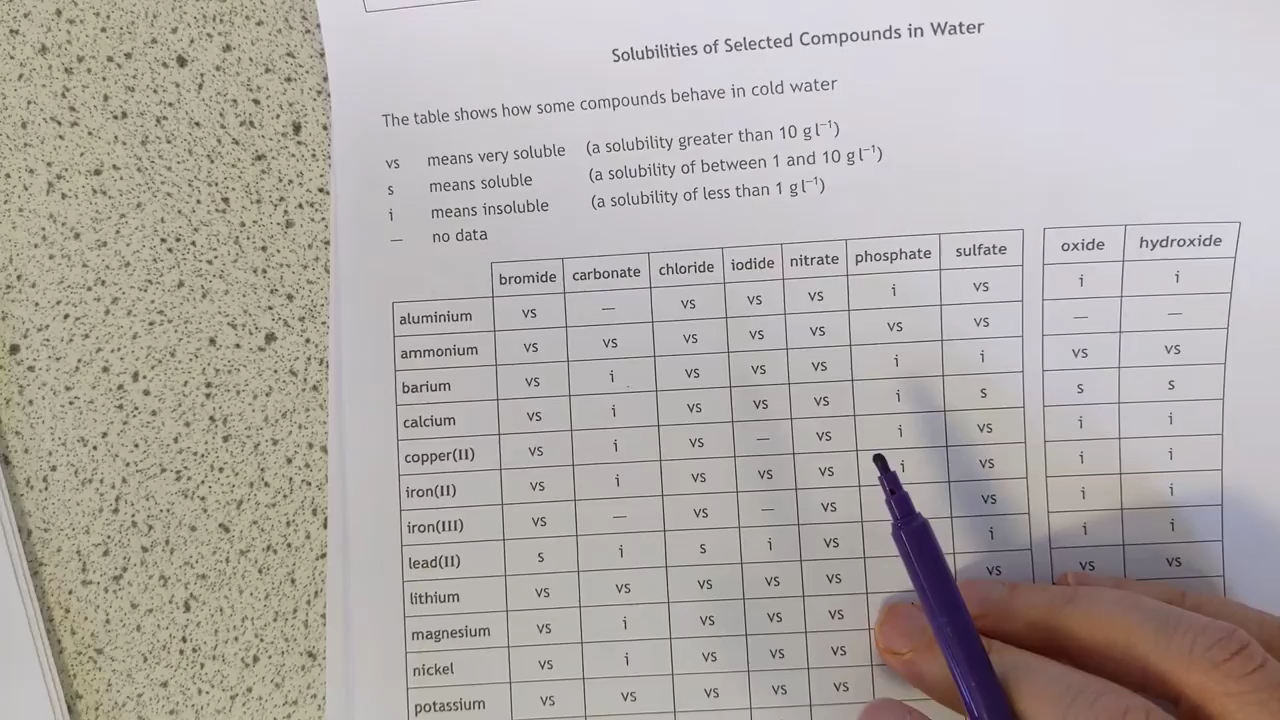 Solubilities of Selected Compounds in Water
The table shows how some compounds behave in cold water
vs means very soluble (a solubility greater than 10 g l⁻¹)
s means soluble (a solubility of between 1 and 10 g l⁻¹)
i means insoluble (a solubility of less than 1 g l⁻¹)
— no data
bromide carbonate chloride iodide nitrate phosphate sulfate oxide hydroxide
aluminium vs — vs vs vs i vs i i
ammonium vs vs vs vs vs vs vs — —
barium vs i vs vs vs i i vs vs
calcium vs i vs vs vs i s s s
copper(II) vs i vs — vs i vs i i
iron(II) vs i vs vs vs i vs i i
iron(III) vs — vs — vs vs i i
lead(II) s i s i vs i i i
lithium vs vs vs vs vs vs vs vs
magnesium vs i vs vs vs
nickel vs i vs vs vs
potassium vs vs vs vs vs